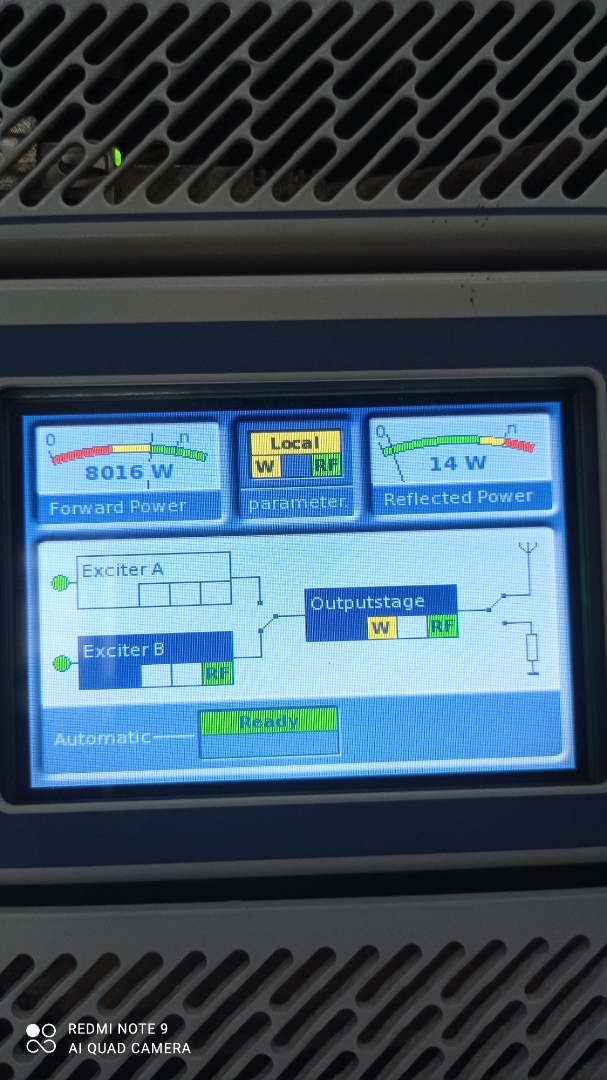 0 n
8016 W
Forward Power
Local
W RF
parameter
0 n
14 W
Reflected Power
Exciter A
Exciter B
RF
Outputstage
W RF
Automatic
Ready
REDMI NOTE 9
AI QUAD CAMERA